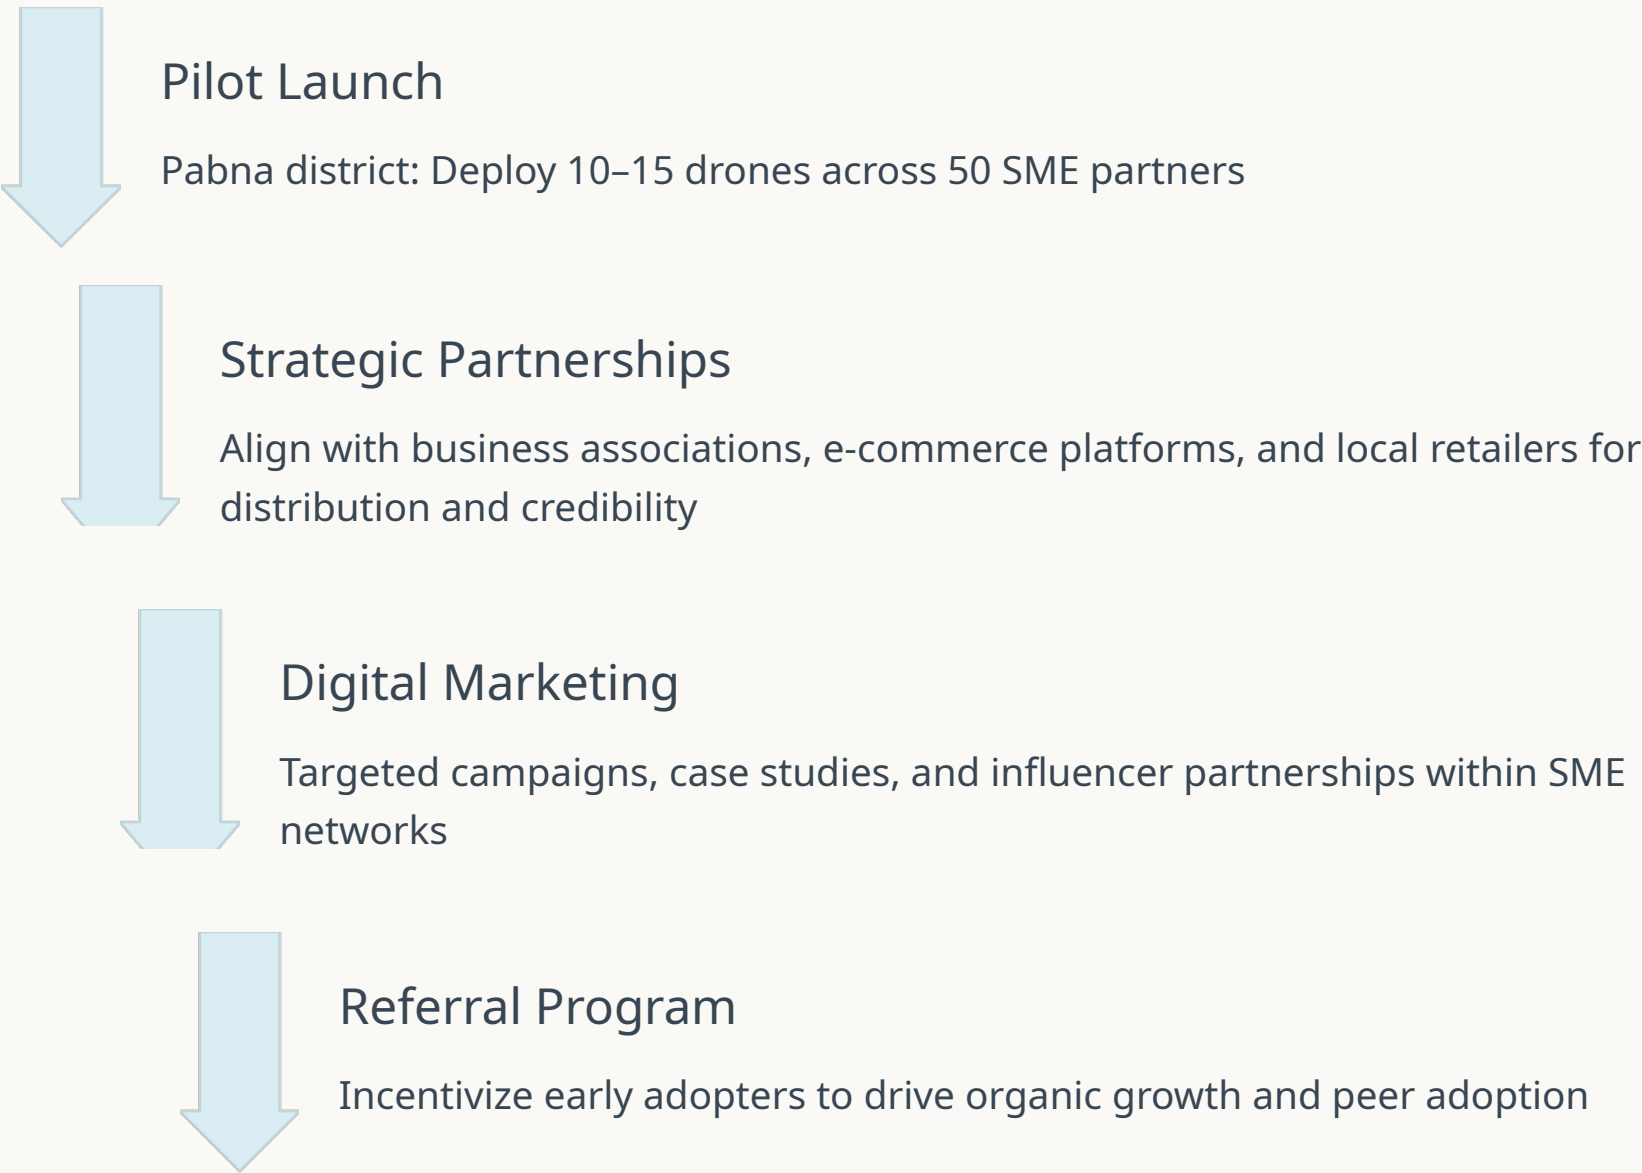 Pilot Launch
Pabna district: Deploy 10–15 drones across 50 SME partners
Strategic Partnerships
Align with business associations, e-commerce platforms, and local retailers for
distribution and credibility
Digital Marketing
Targeted campaigns, case studies, and influencer partnerships within SME
networks
Referral Program
Incentivize early adopters to drive organic growth and peer adoption